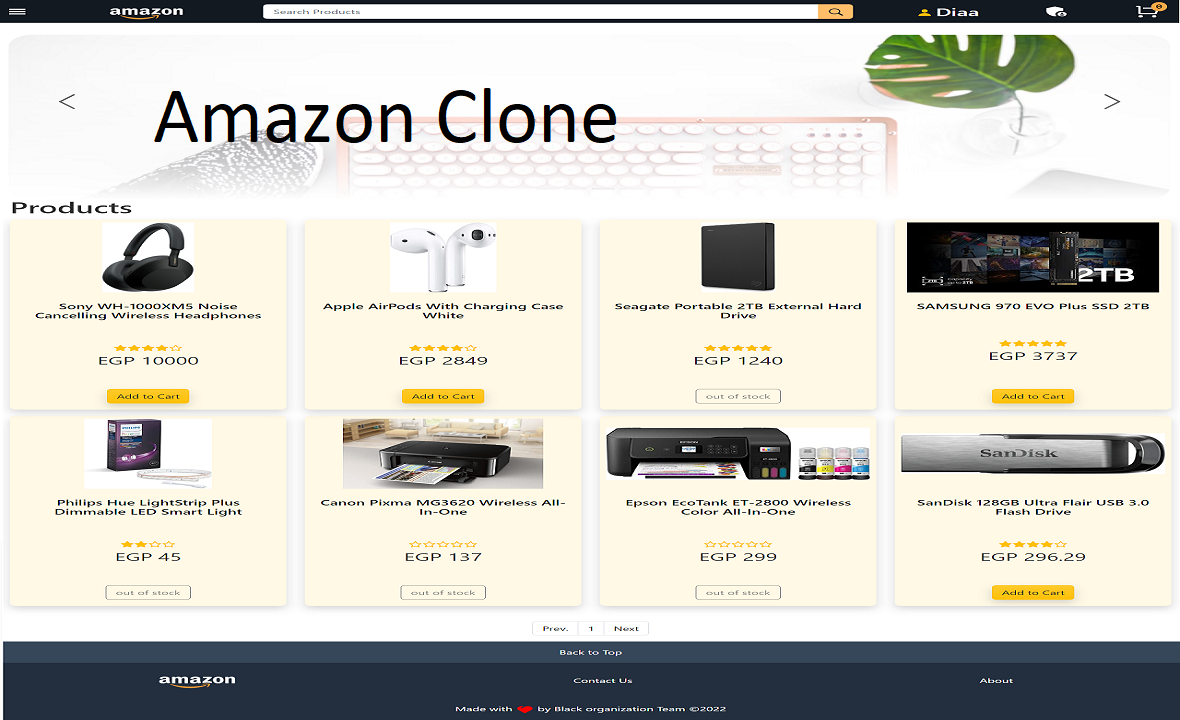 amazon
Search Products
Diaa
0
<
Amazon Clone
>
Products
Sony WH-1000XM5 Noise
Cancelling Wireless Headphones
EGP 10000
Add to Cart
Apple AirPods With Charging Case
White
EGP 2849
Add to Cart
Seagate Portable 2TB External Hard
Drive
EGP 1240
out of stock
2TB
SAMSUNG 970 EVO Plus SSD 2TB
EGP 3737
Add to Cart
Philips Hue LightStrip Plus
Dimmable LED Smart Light
EGP 45
out of stock
Canon Pixma MG3620 Wireless All-
In-One
EGP 137
out of stock
EPSON
Epson EcoTank ET-2800 Wireless
Color All-In-One
EGP 299
out of stock
SanDisk
SanDisk 128GB Ultra Flair USB 3.0
Flash Drive
EGP 296.29
Add to Cart
Prev. 1 Next
Back to Top
amazon
Contact Us
About
Made with ❤ by Black organization Team ©2022